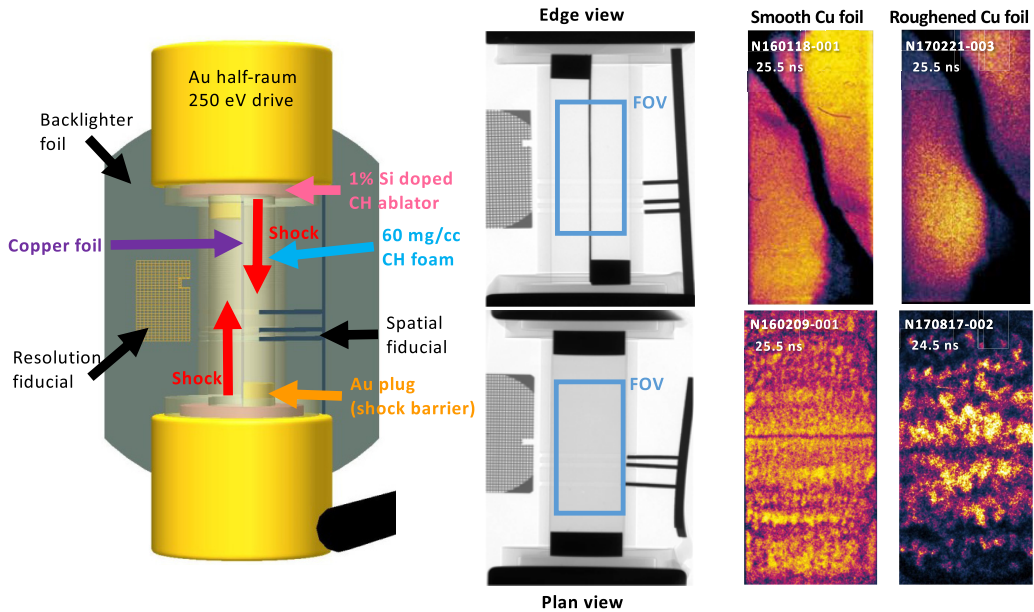 Au half-raum
250 eV drive
Backlighter
foil
1% Si doped
CH ablator
Shock
Copper foil
60 mg/cc
CH foam
Resolution
fiducial
Spatial
fiducial
Shock
Au plug
(shock barrier)
Edge view
FOV
FOV
Plan view
Smooth Cu foil
Roughened Cu foil
N160118-001
25.5 ns
N170221-003
25.5 ns
N160209-001
25.5 ns
N170817-002
24.5 ns